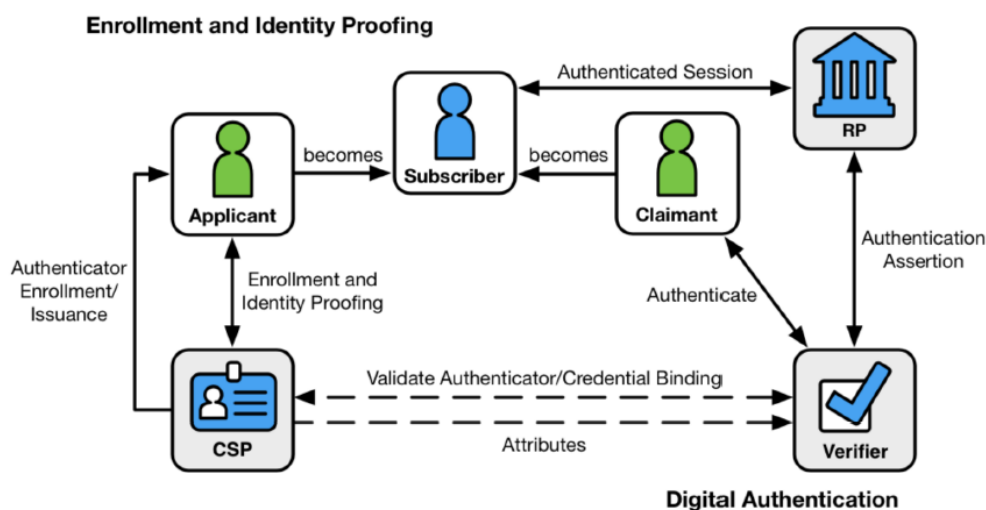 Enrollment and Identity Proofing
Authenticated Session
RP
becomes
Subscriber
becomes
Applicant
Claimant
Authenticator
Enrollment/
Issuance
Enrollment and
Identity Proofing
Authenticate
Authentication
Assertion
Validate Authenticator/Credential Binding
CSP
Attributes
Verifier
Digital Authentication